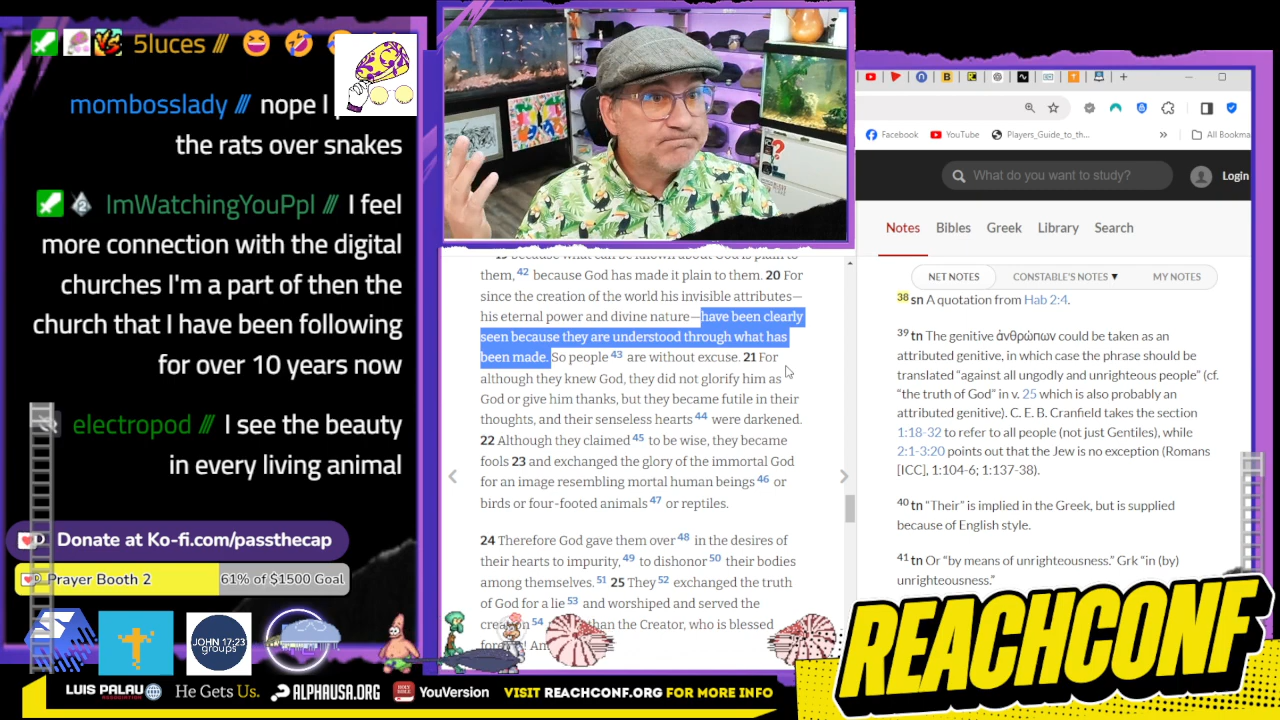 5luces ///
mombosslady /// nope I
the rats over snakes
ImWatchingYouPpl /// I feel
more connection with the digital
churches I'm a part of then the
church that I have been following
for over 10 years now
electropod /// I see the beauty
in every living animal
Donate at Ko-fi.com/passthecap
Prayer Booth 2 61% of $1500 Goal
JOHN 17:23
groups
because what can be known about God is plain to
them,42 because God has made it plain to them. 20 For
since the creation of the world his invisible attributes—
his eternal power and divine nature—have been clearly
seen because they are understood through what has
been made. So people 43 are without excuse. 21 For
although they knew God, they did not glorify him as
God or give him thanks, but they became futile in their
thoughts, and their senseless hearts 44 were darkened.
22 Although they claimed 45 to be wise, they became
fools 23 and exchanged the glory of the immortal God
for an image resembling mortal human beings 46 or
birds or four-footed animals 47 or reptiles.
24 Therefore God gave them over 48 in the desires of
their hearts to impurity, 49 to dishonor 50 their bodies
among themselves. 51 25 They 52 exchanged the truth
of God for a lie 53 and worshiped and served the
creation 54 than the Creator, who is blessed
Facebook YouTube Players_Guide_to_th... » All Bookma
What do you want to study? Login
Notes Bibles Greek Library Search
NET NOTES CONSTABLE'S NOTES ▼ MY NOTES
38 sn A quotation from Hab 2:4.
39 tn The genitive ἀνθρώπων could be taken as an
attributed genitive, in which case the phrase should be
translated “against all ungodly and unrighteous people” (cf.
“the truth of God” in v. 25 which is also probably an
attributed genitive). C. E. B. Cranfield takes the section
1:18-32 to refer to all people (not just Gentiles), while
2:1-3:20 points out that the Jew is no exception (Romans
[ICC], 1:104-6; 1:137-38).
40 tn “Their” is implied in the Greek, but is supplied
because of English style.
41 tn Or “by means of unrighteousness.” Grk “in (by)
unrighteousness.”
REACHCONF
LUIS PALAU He Gets Us. ALPHAUSA.ORG HOLY BIBLE YouVersion VISIT REACHCONF.ORG FOR MORE INFO